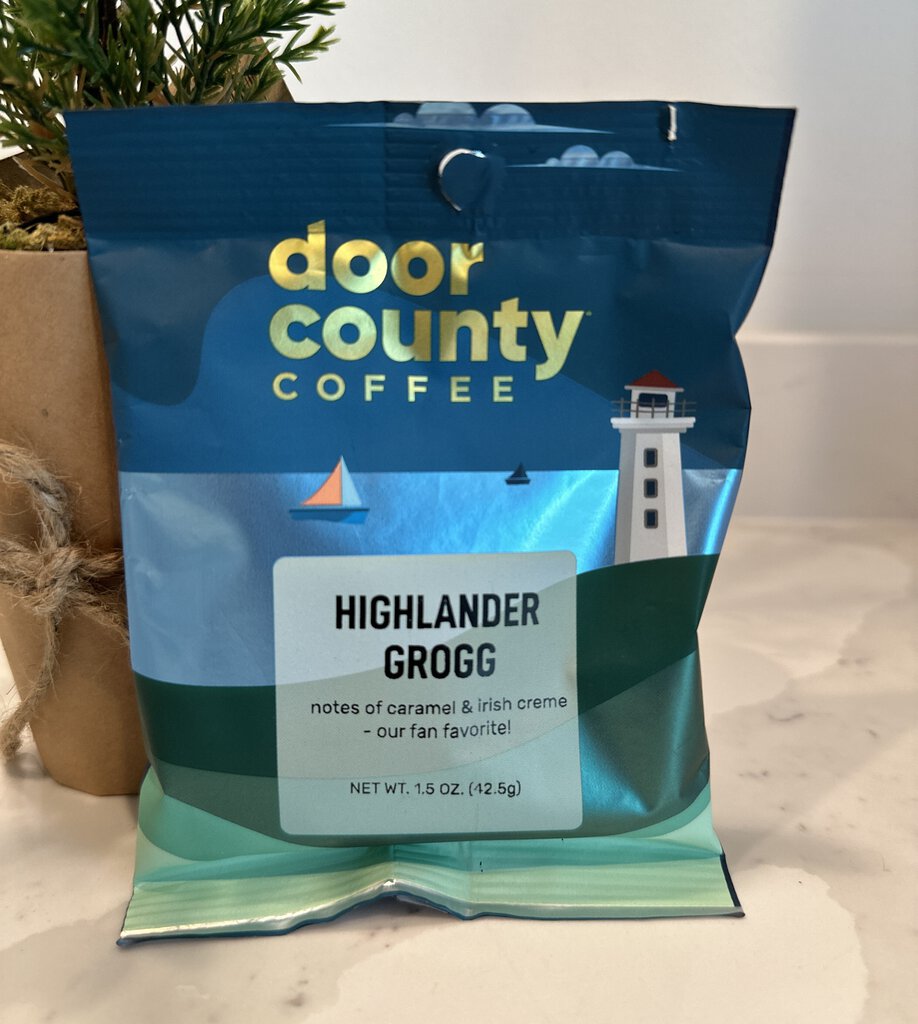 door
county
COFFEE
HIGHLANDER
GROGG
notes of caramel & irish creme
- our fan favorite!
NET WT. 1.5 OZ. (42.5g)